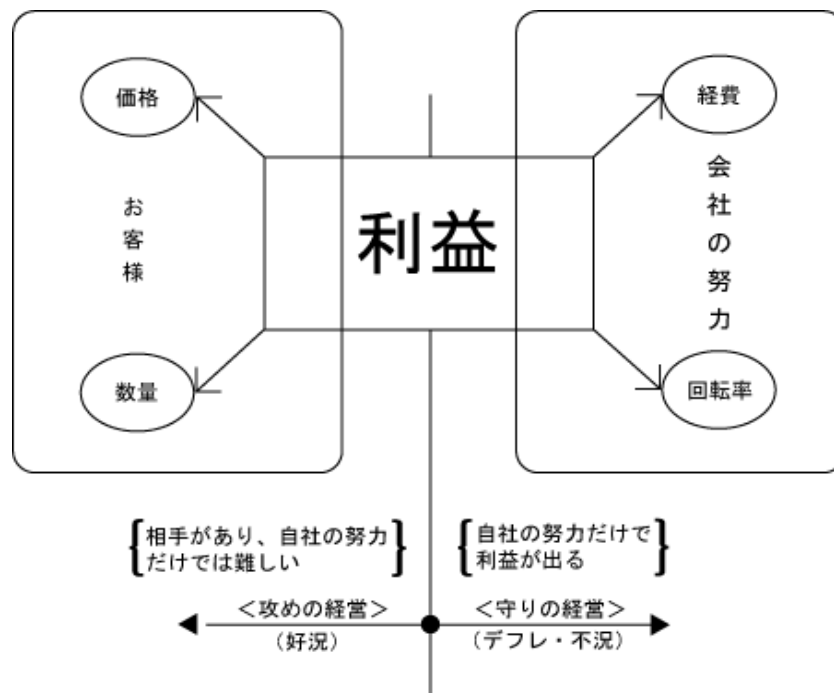 価格
お客様
数量
利益
経費
会社の努力
回転率
{相手があり、自社の努力
だけでは難しい}
{自社の努力だけで
利益が出る}
＜攻めの経営＞
（好況）
＜守りの経営＞
（デフレ・不況）